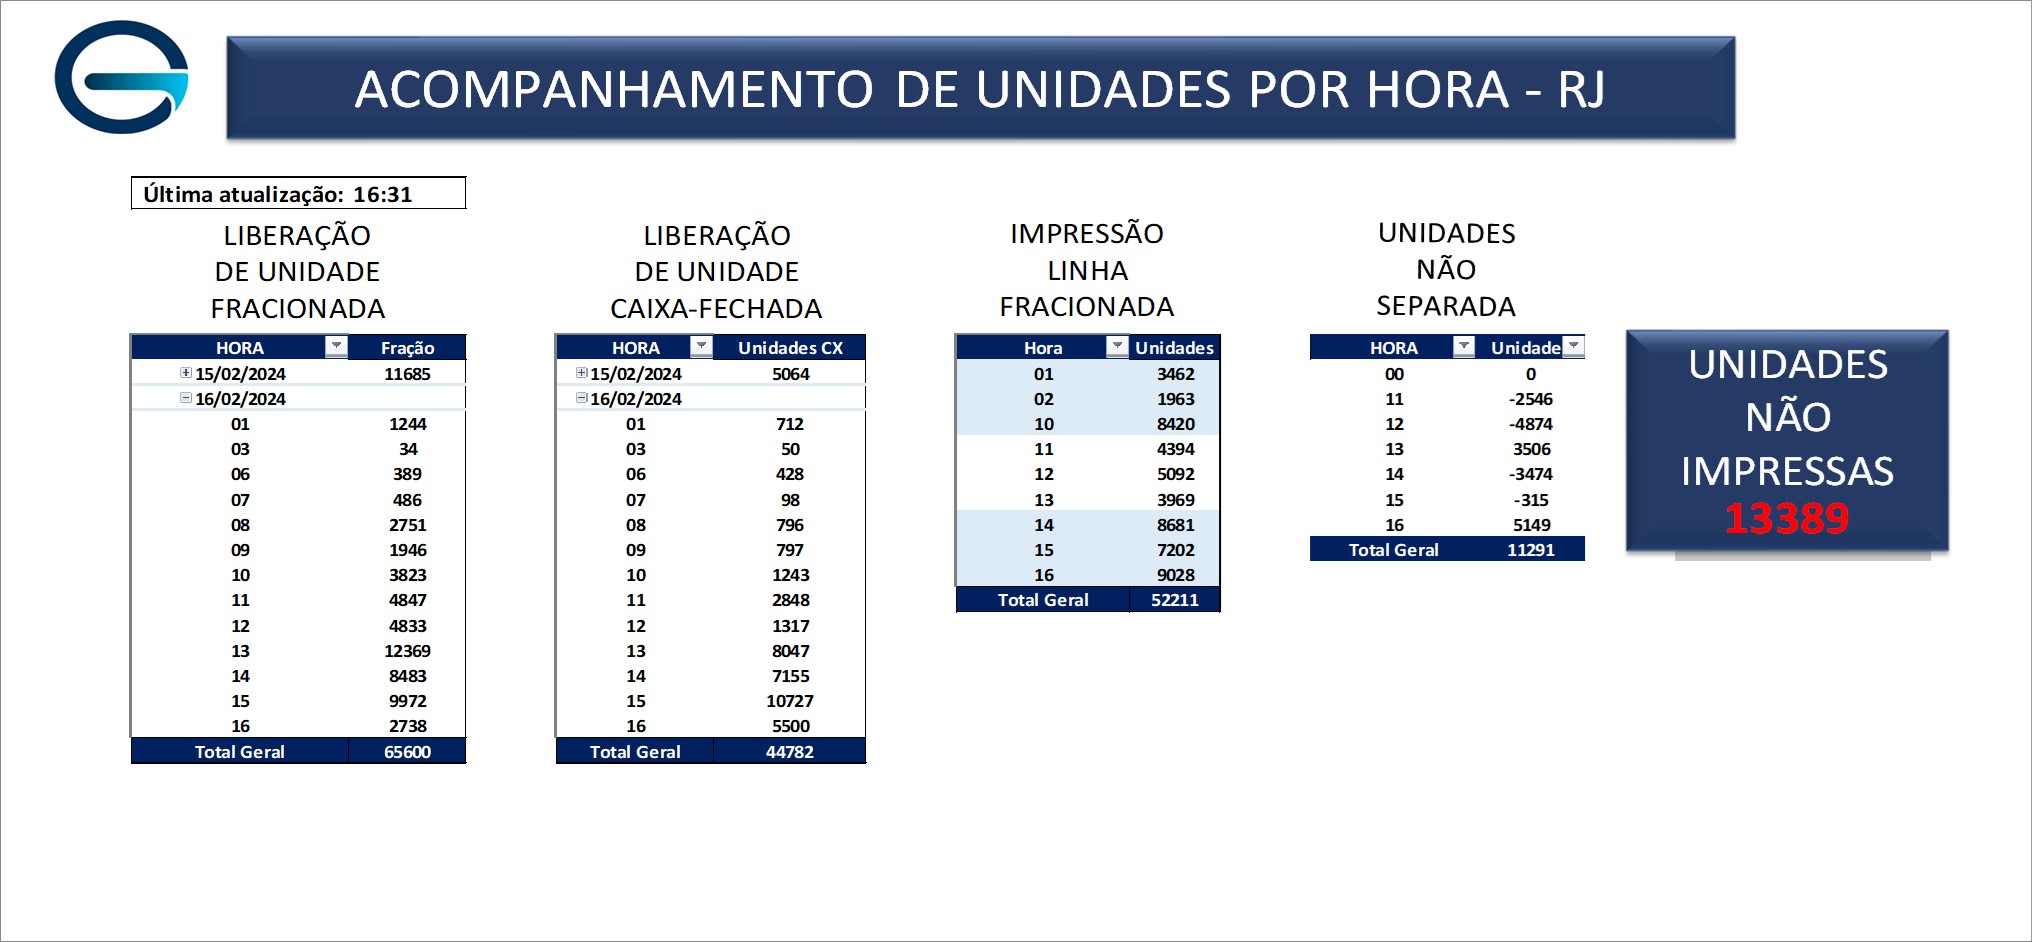 ACOMPANHAMENTO DE UNIDADES POR HORA - RJ
Última atualização: 16:31
LIBERAÇÃO
DE UNIDADE
FRACIONADA
HORA Fração
15/02/2024 11685
16/02/2024
01 1244
03 34
06 389
07 486
08 2751
09 1946
10 3823
11 4847
12 4833
13 12369
14 8483
15 9972
16 2738
Total Geral 65600
LIBERAÇÃO
DE UNIDADE
CAIXA-FECHADA
HORA Unidades CX
15/02/2024 5064
16/02/2024
01 712
03 50
06 428
07 98
08 796
09 797
10 1243
11 2848
12 1317
13 8047
14 7155
15 10727
16 5500
Total Geral 44782
IMPRESSÃO
LINHA
FRACIONADA
Hora Unidades
01 3462
02 1963
10 8420
11 4394
12 5092
13 3969
14 8681
15 7202
16 9028
Total Geral 52211
UNIDADES
NÃO
SEPARADA
HORA Unidade
00 0
11 -2546
12 -4874
13 3506
14 -3474
15 -315
16 5149
Total Geral 11291
UNIDADES
NÃO
IMPRESSAS
13389